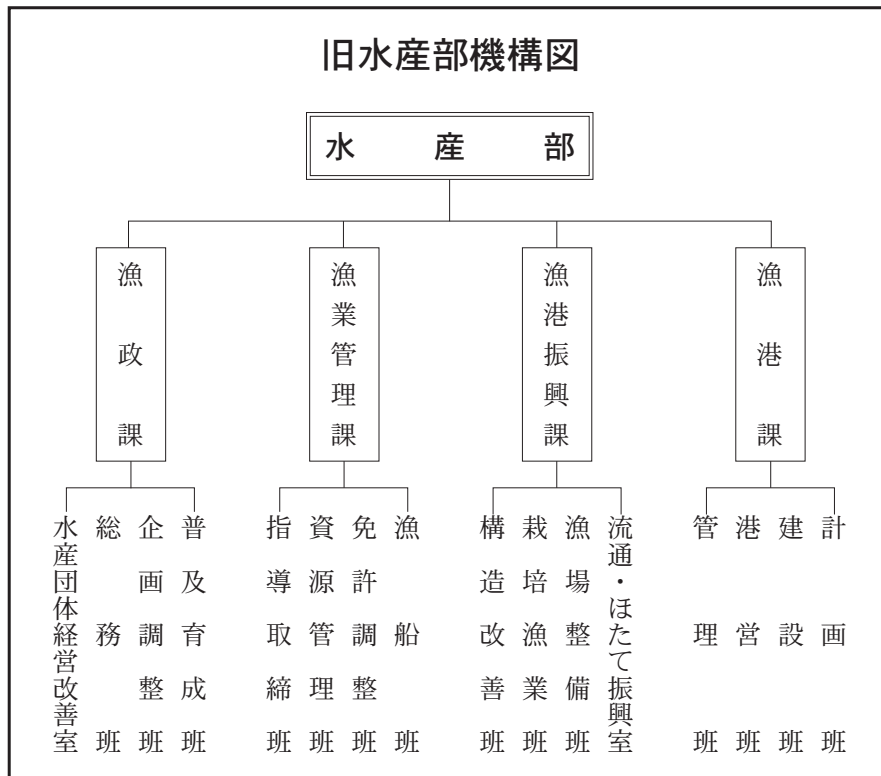 旧水産部機構図
水産部
漁政課
漁業管理課
漁港振興課
漁港課
水産団体経営改善室
総務班
企画調整班
普及育成班
指導取締班
資源管理班
免許調整班
漁船班
構造改善班
栽培漁業班
漁場整備班
流通・ほたて振興室
管理班
港営班
建設班
計画班